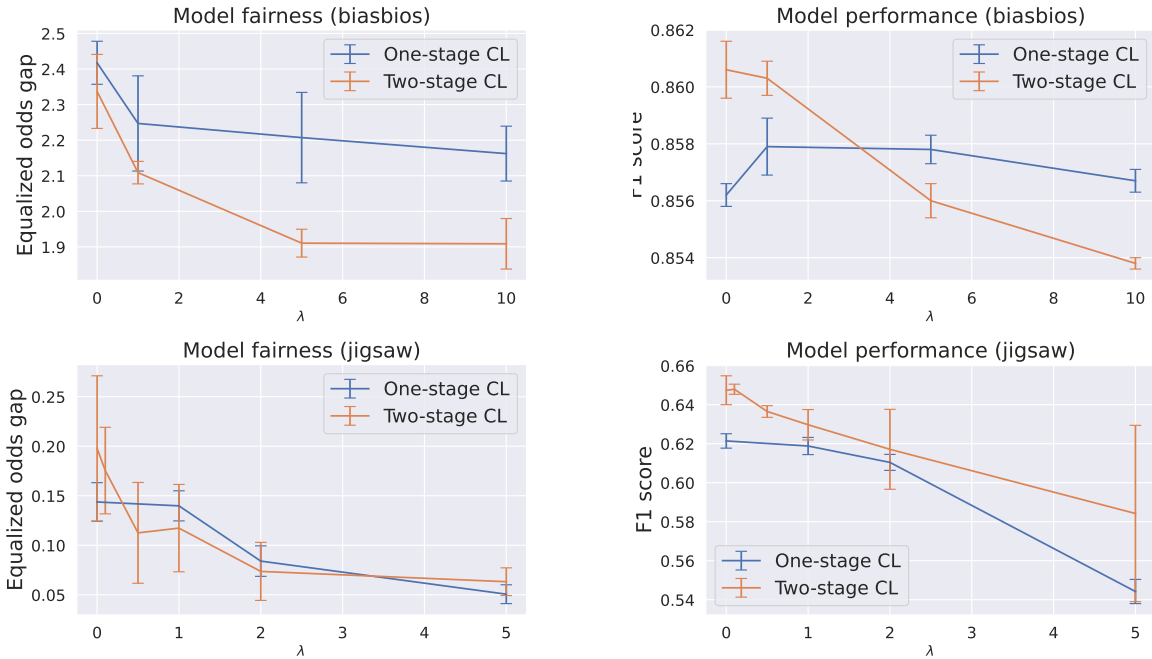 Model fairness (biasbios)
Equalized odds gap
2.5
2.4
2.3
2.2
2.1
2.0
1.9
One-stage CL
Two-stage CL
0 2 4 6 8 10
λ
Model performance (biasbios)
F1 score
0.862
0.860
0.858
0.856
0.854
One-stage CL
Two-stage CL
0 2 4 6 8 10
λ
Model fairness (jigsaw)
Equalized odds gap
0.25
0.20
0.15
0.10
0.05
One-stage CL
Two-stage CL
0 1 2 3 4 5
λ
Model performance (jigsaw)
F1 score
0.66
0.64
0.62
0.60
0.58
0.56
0.54
One-stage CL
Two-stage CL
0 1 2 3 4 5
λ